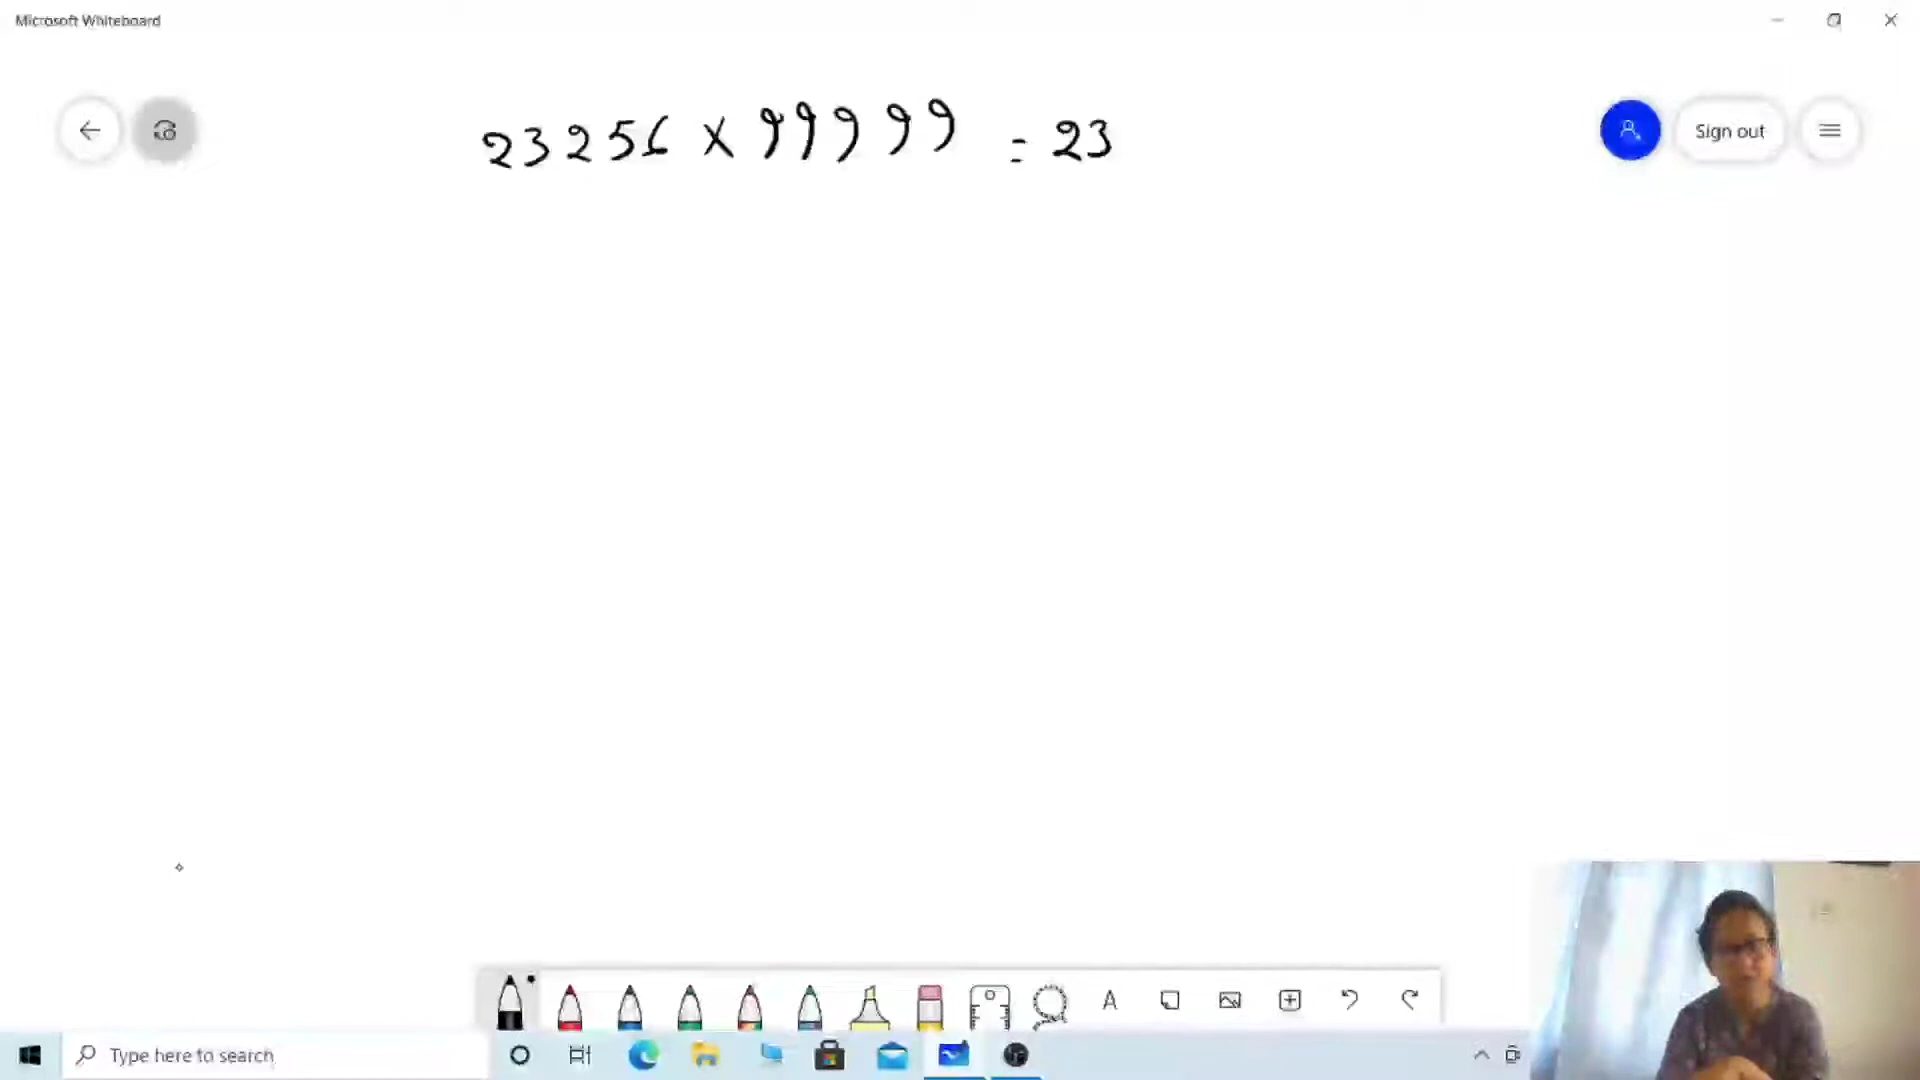 Microsoft Whiteboard
23256 × 99999 = 23
Sign out
A
Type here to search